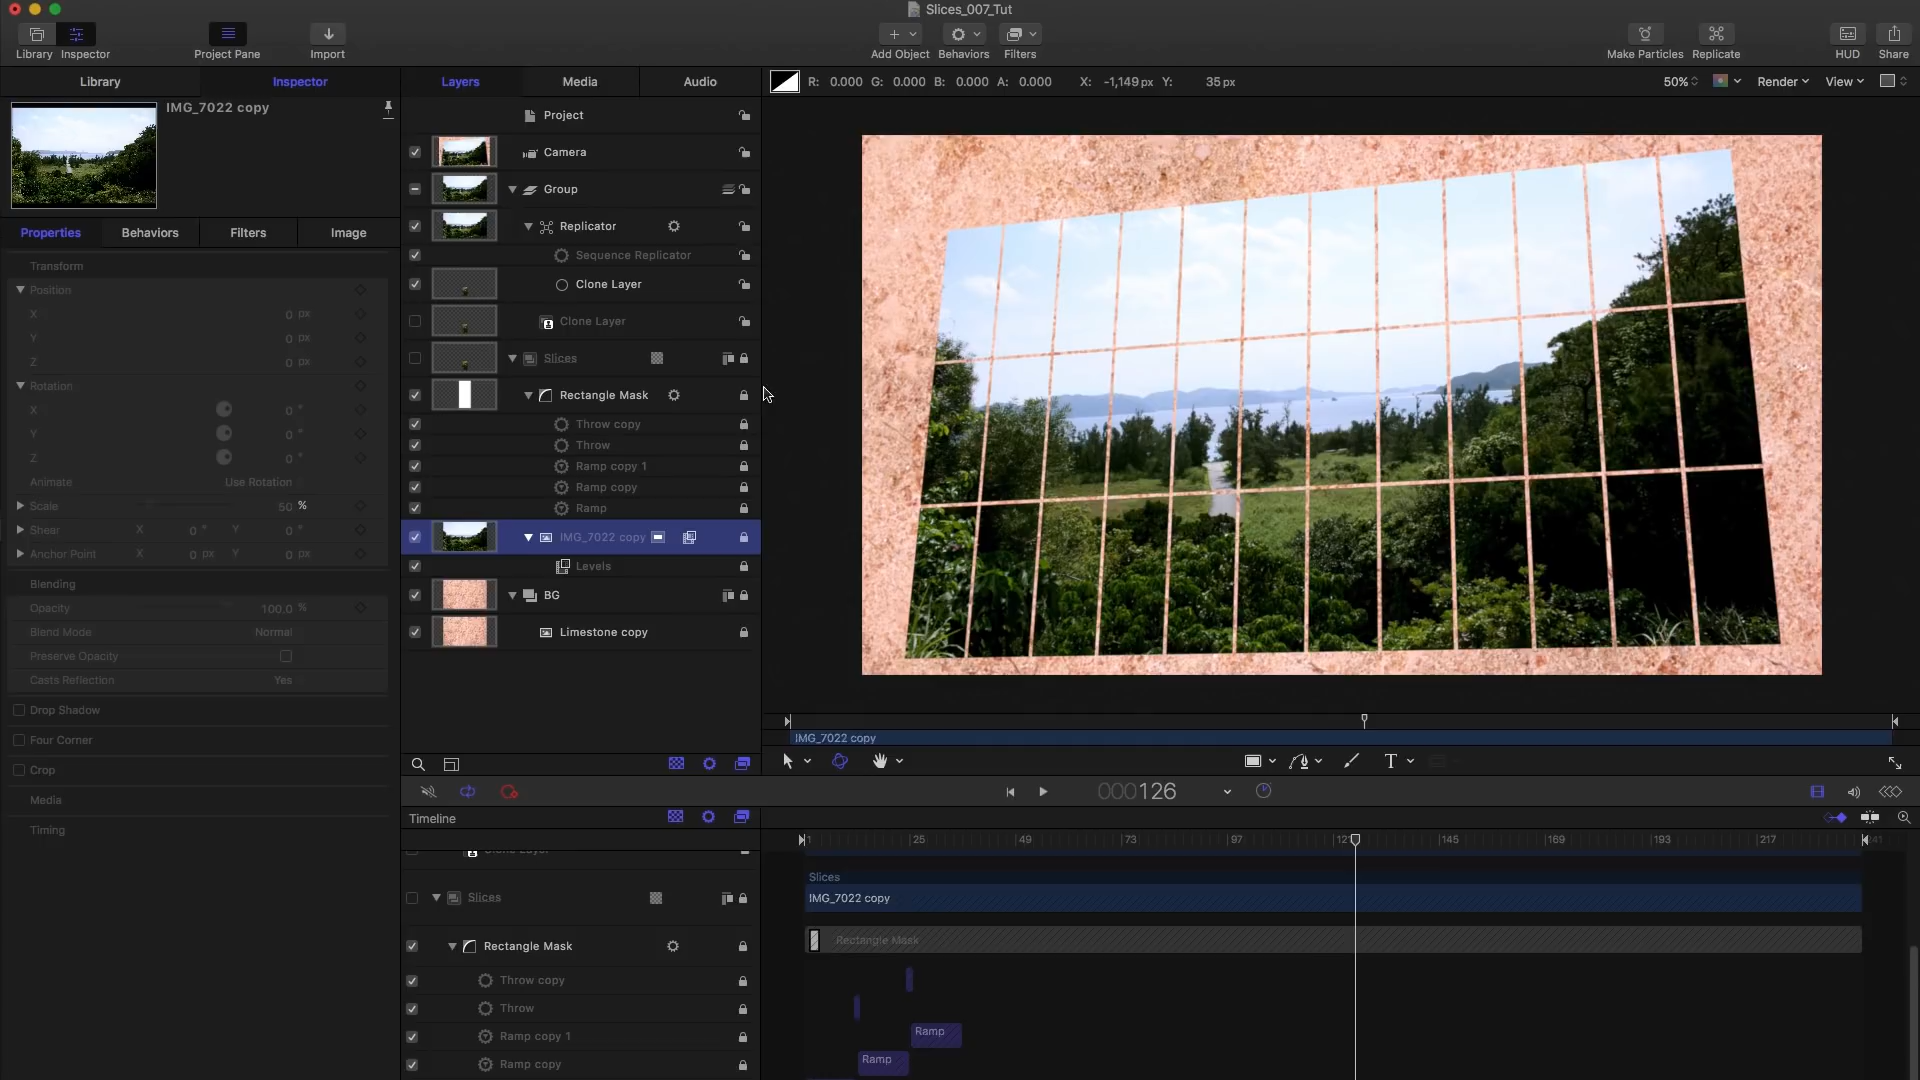 Slices_007_Tut
Library
Inspector
Project Pane
Import
Add Object
Behaviors
Filters
Make Particles
Replicate
HUD
Share
Library
Inspector
Layers
Media
Audio
R: 0.000 G: 0.000 B: 0.000 A: 0.000 X: -1,149 px Y: 35 px
50%
Render
View
IMG_7022 copy
Properties
Behaviors
Filters
Image
Transform
Position
X 0 px
Y 0 px
Z 0 px
Rotation
X 0 °
Y 0 °
Z 0 °
Animate Use Rotation
Scale 50 %
Shear X 0 ° Y 0 °
Anchor Point X 0 px Y 0 px
Blending
Opacity 100.0 %
Blend Mode Normal
Preserve Opacity
Casts Reflection Yes
Drop Shadow
Four Corner
Crop
Media
Timing
Project
Camera
Group
Replicator
Sequence Replicator
Clone Layer
Clone Layer
Slices
Rectangle Mask
Throw copy
Throw
Ramp copy 1
Ramp copy
Ramp
IMG_7022 copy
Levels
BG
Limestone copy
IMG_7022 copy
T
000126
Timeline
1 25 49 73 97 121 145 169 193 217 241
Slices
Slices
IMG_7022 copy
Rectangle Mask
Rectangle Mask
Throw copy
Throw
Ramp copy 1
Ramp
Ramp copy
Ramp